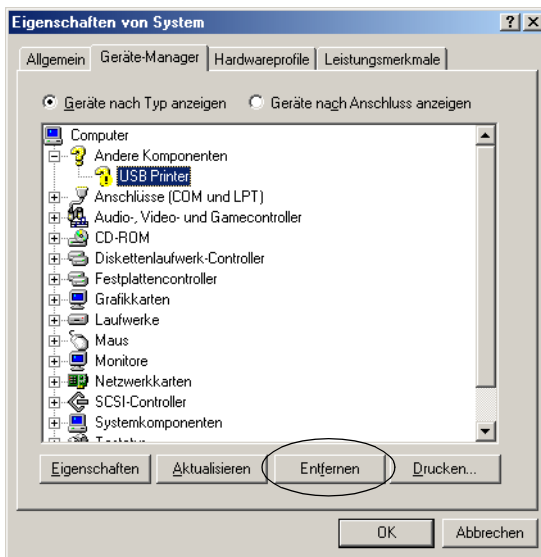 Eigenschaften von System
Allgemein Geräte-Manager Hardwareprofile Leistungsmerkmale
Geräte nach Typ anzeigen Geräte nach Anschluss anzeigen
Computer
Andere Komponenten
USB Printer
Anschlüsse (COM und LPT)
Audio-, Video- und Gamecontroller
CD-ROM
Diskettenlaufwerk-Controller
Festplattencontroller
Grafikkarten
Laufwerke
Maus
Monitore
Netzwerkkarten
SCSI-Controller
Systemkomponenten
Eigenschaften Aktualisieren Entfernen Drucken...
OK Abbrechen